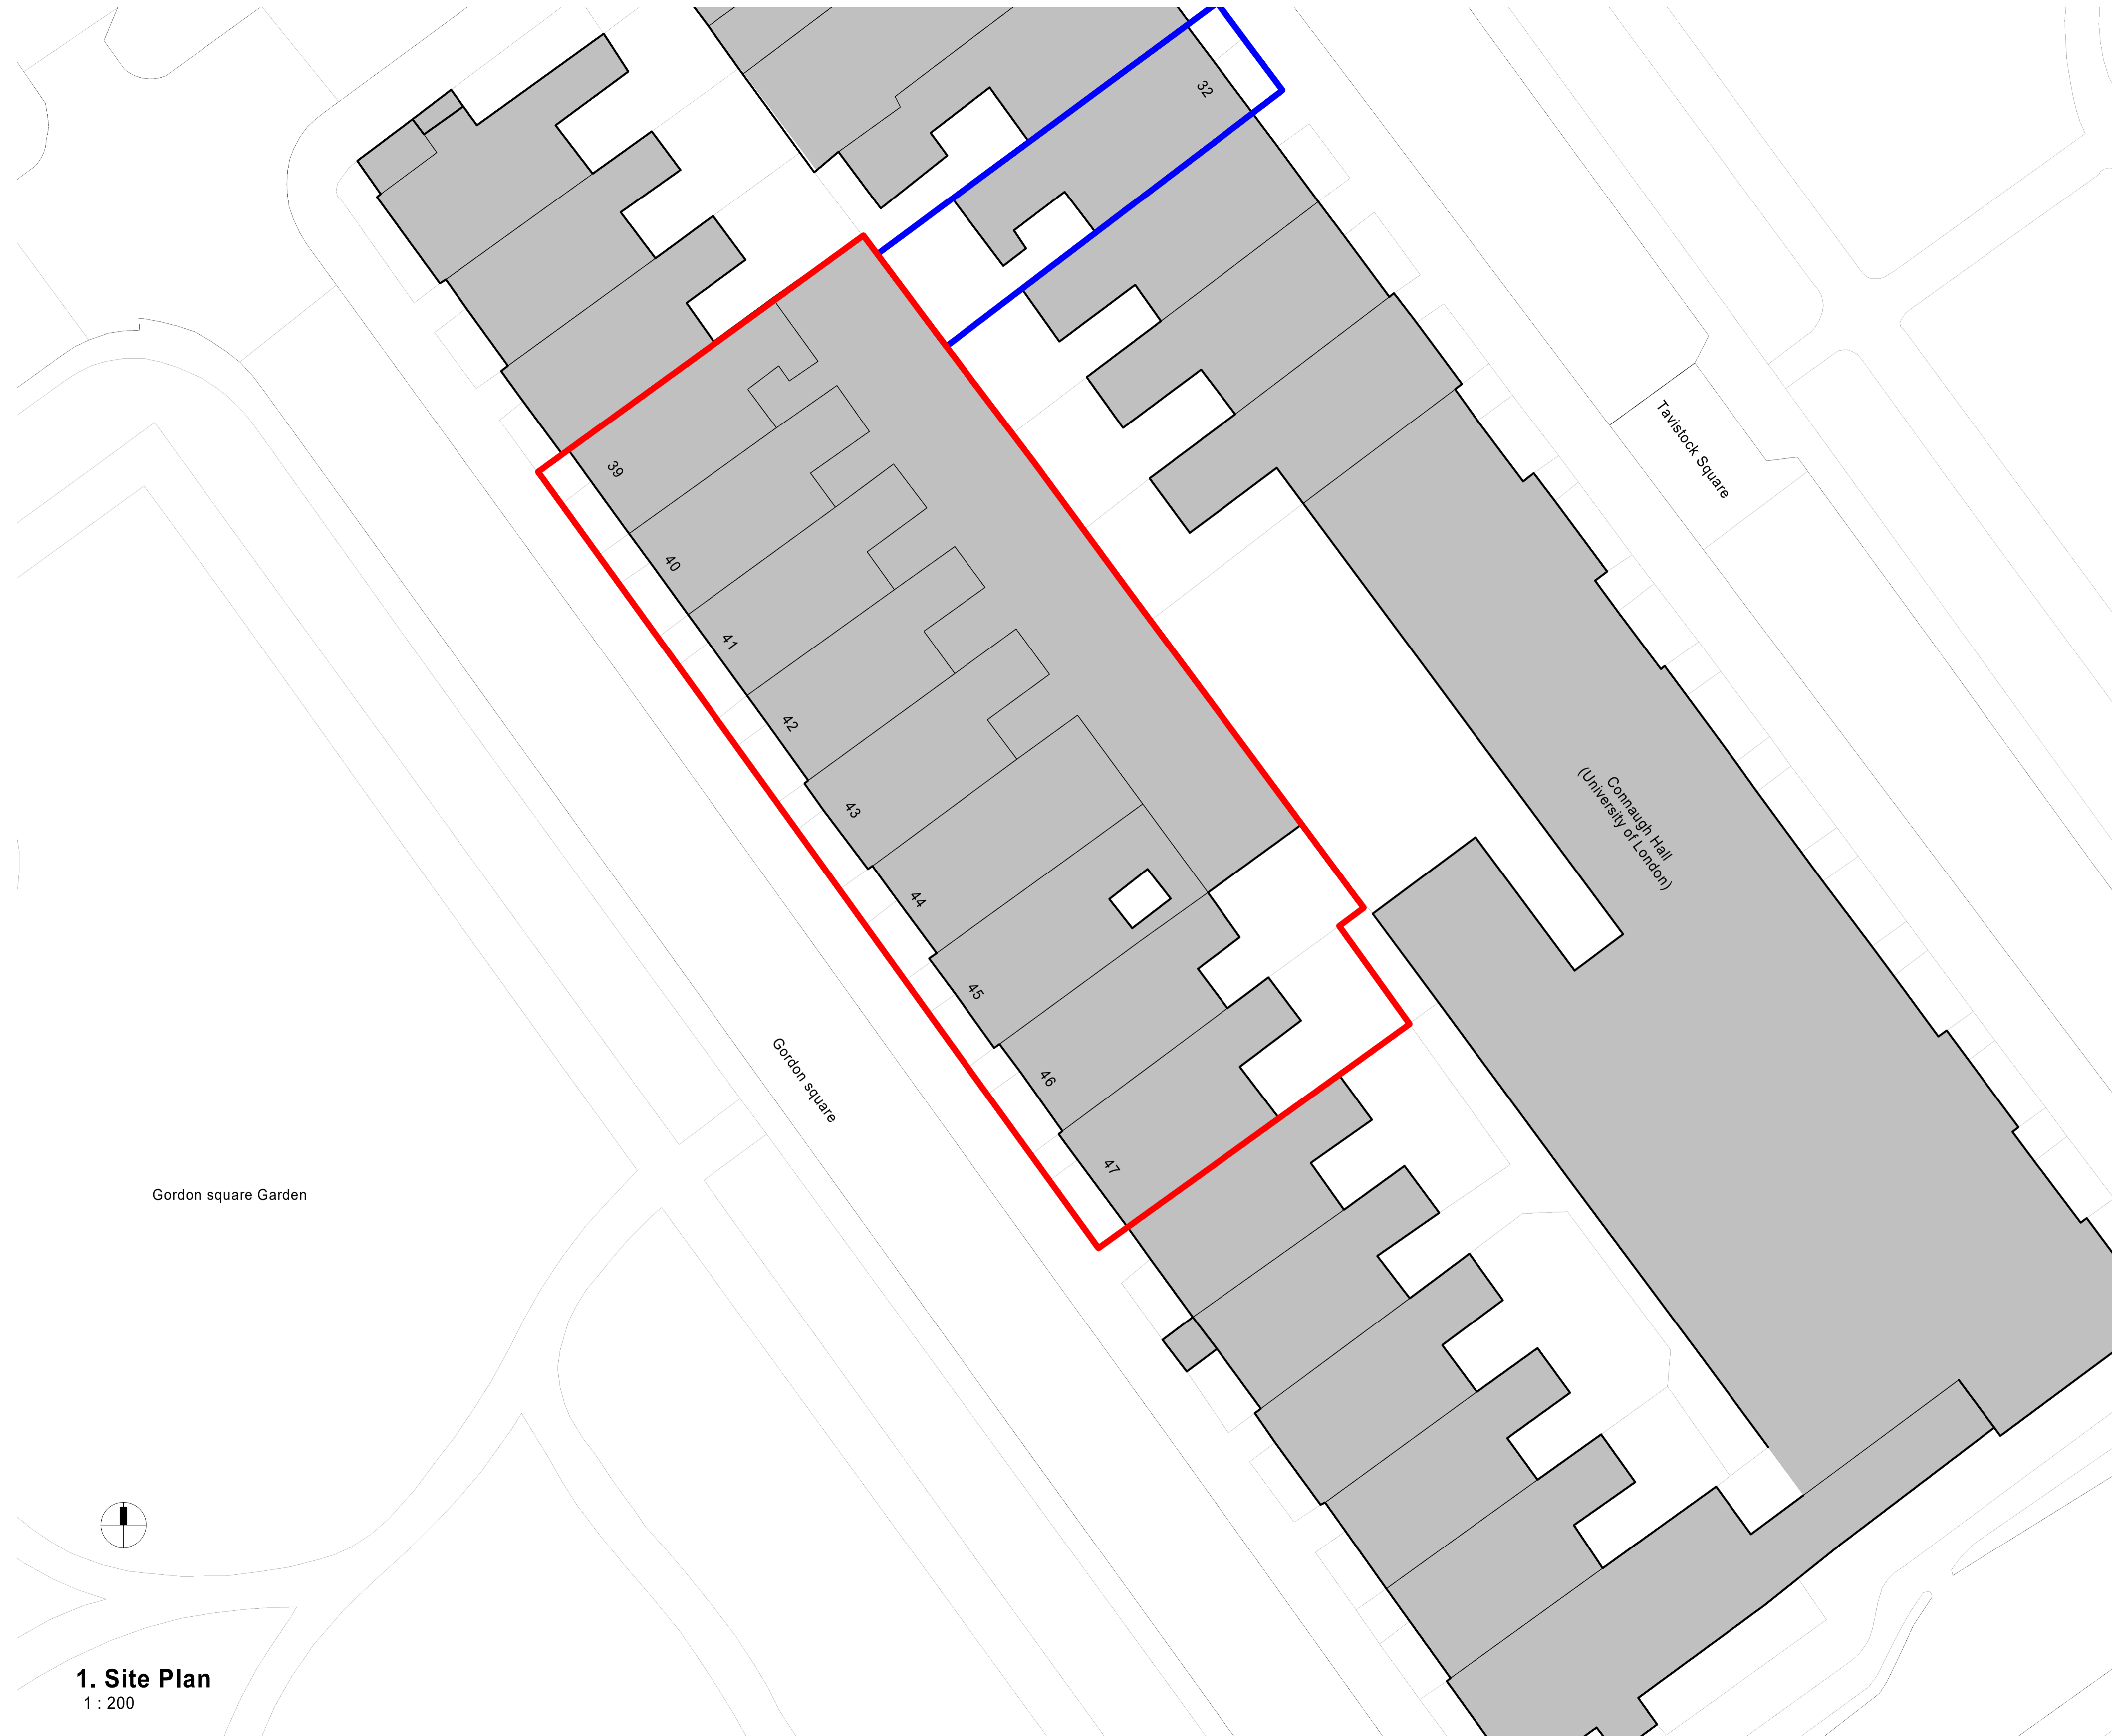 32
Tavistock Square
39
40
41
42
43
44
45
46
47
Connaugh Hall
(University of London)
Gordon square
Gordon square Garden
1. Site Plan
1 : 200